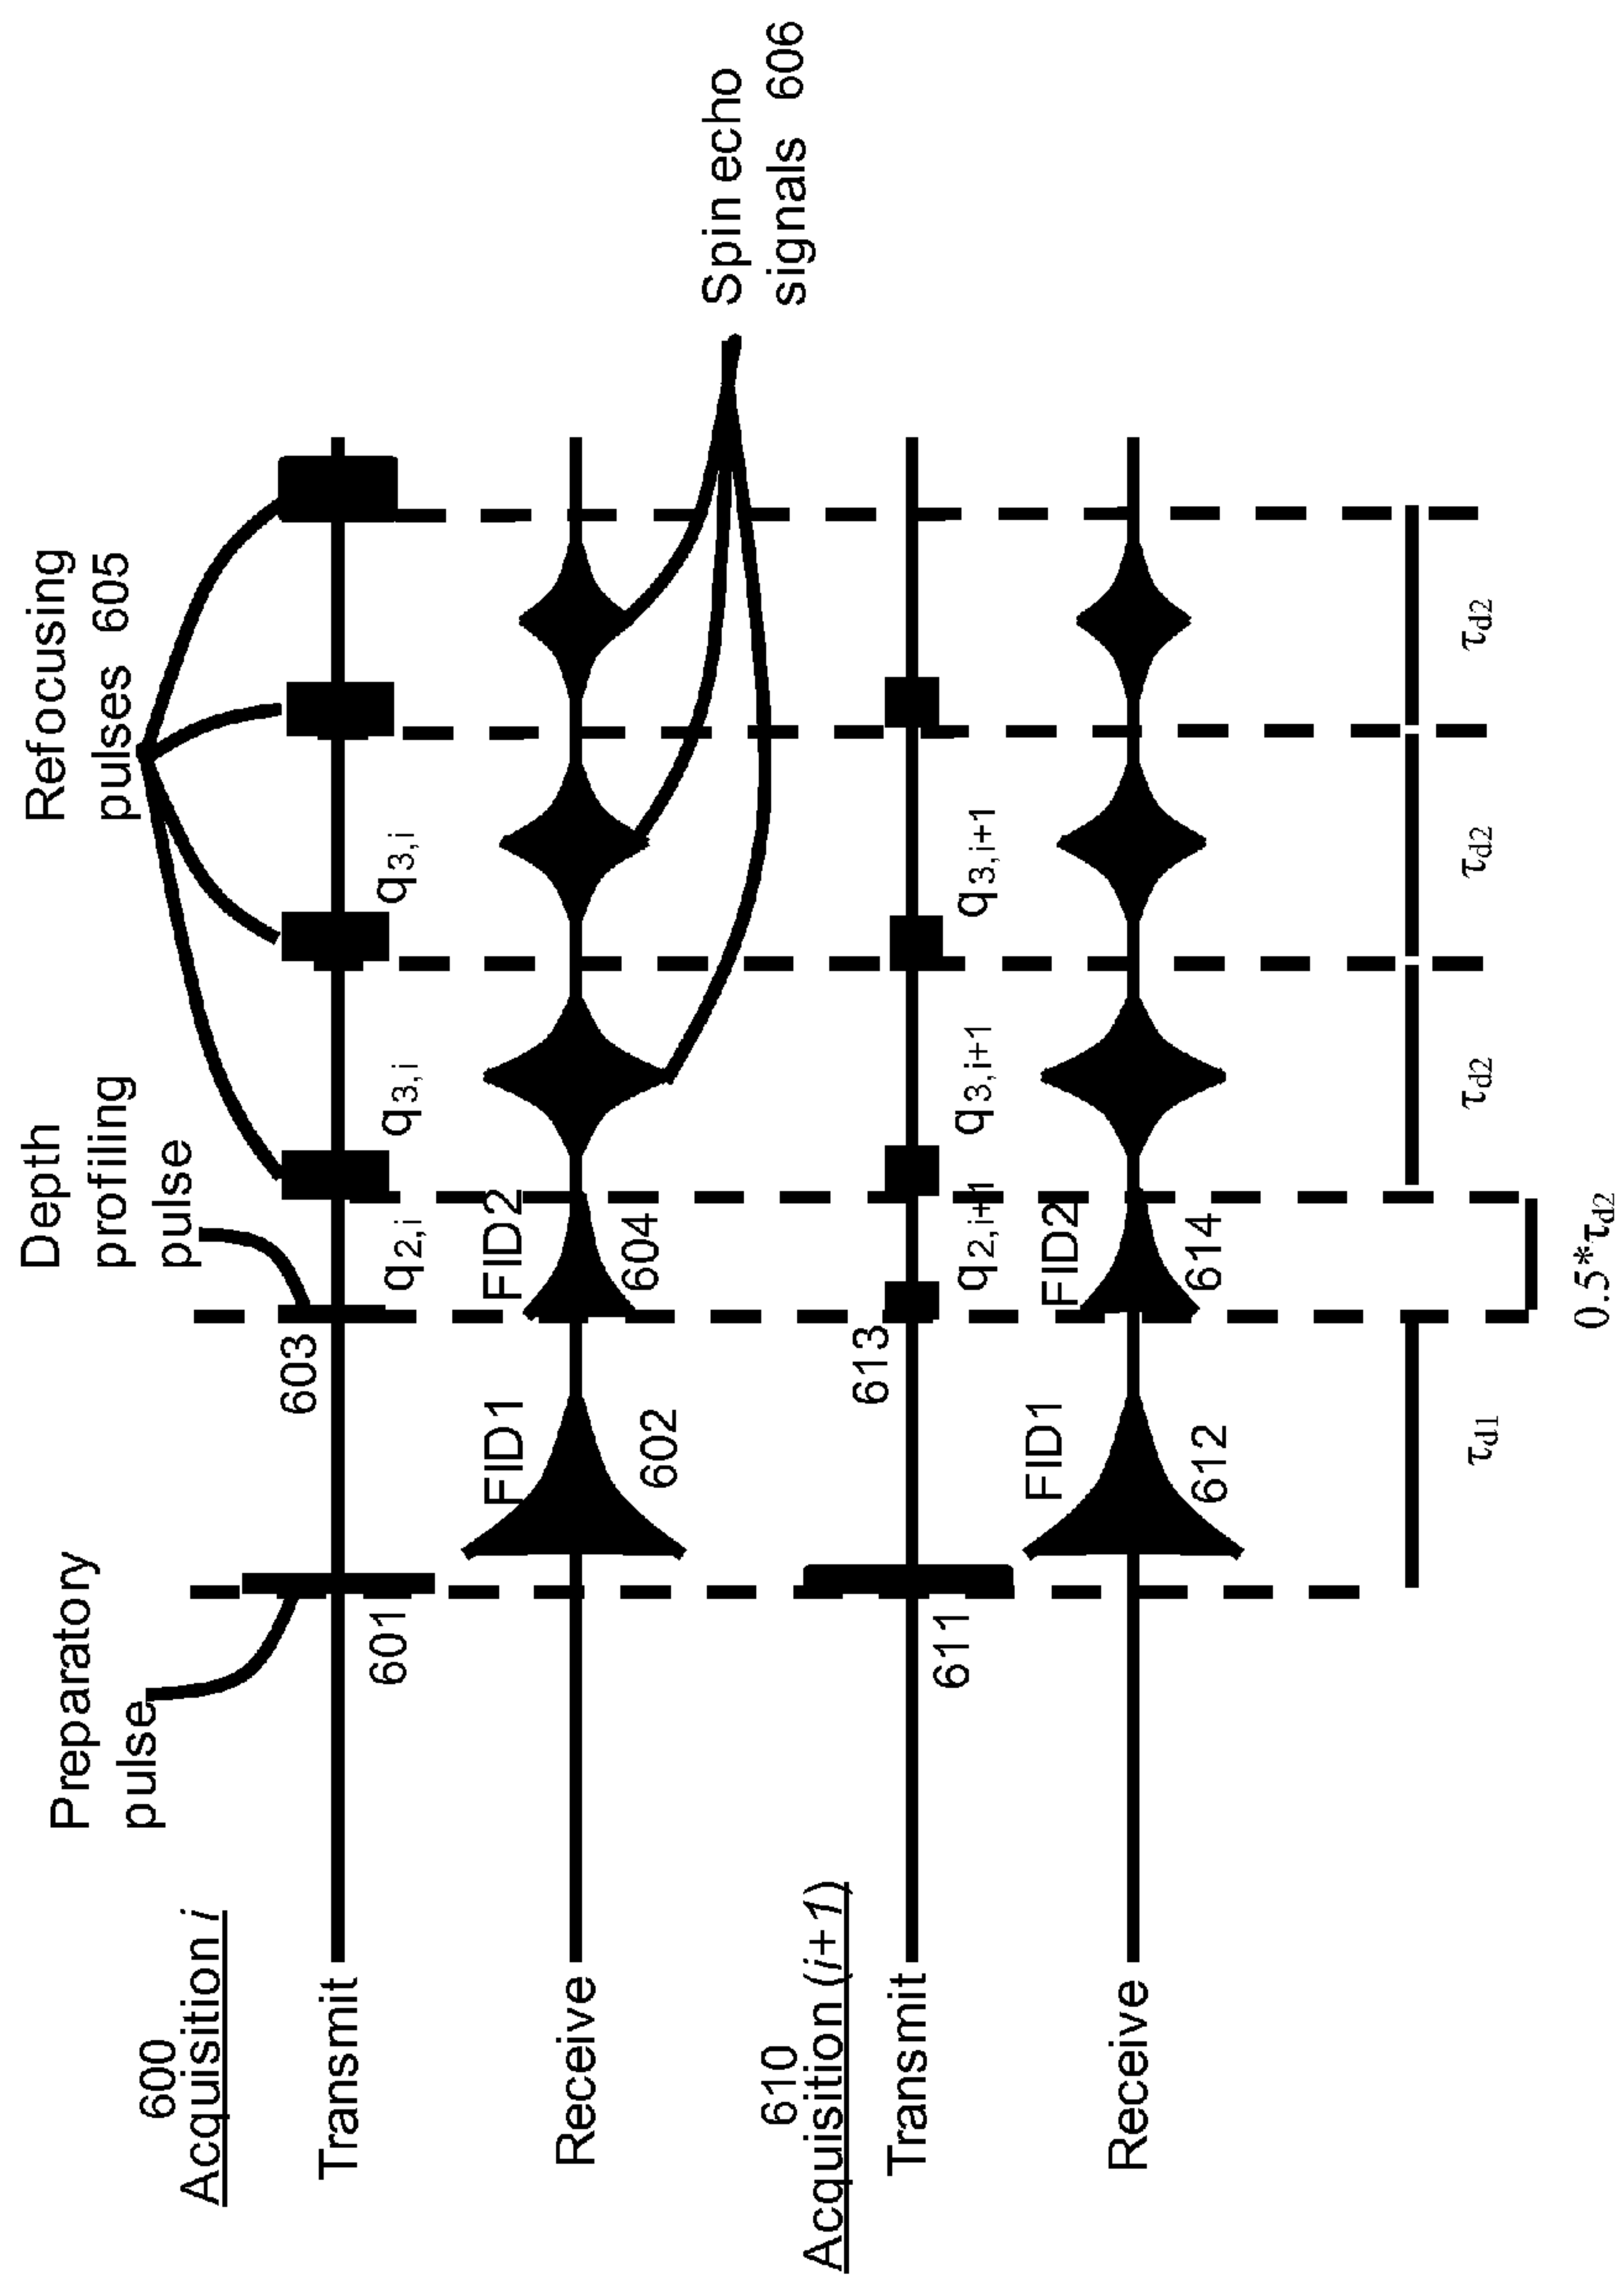 Preparatory
pulse
Depth
profiling
pulse
Refocusing
pulses 605
600
Acquisition i
Transmit
601
603
q2,i
q3,i
q3,i
Receive
FID1
602
FID2
604
Spin echo
signals 606
610
Acquisition (i+1)
Transmit
611
613
q2,i+1
q3,i+1
q3,i+1
Receive
FID1
612
FID2
614
τd1
τd2
τd2
τd2
0.5*τd2